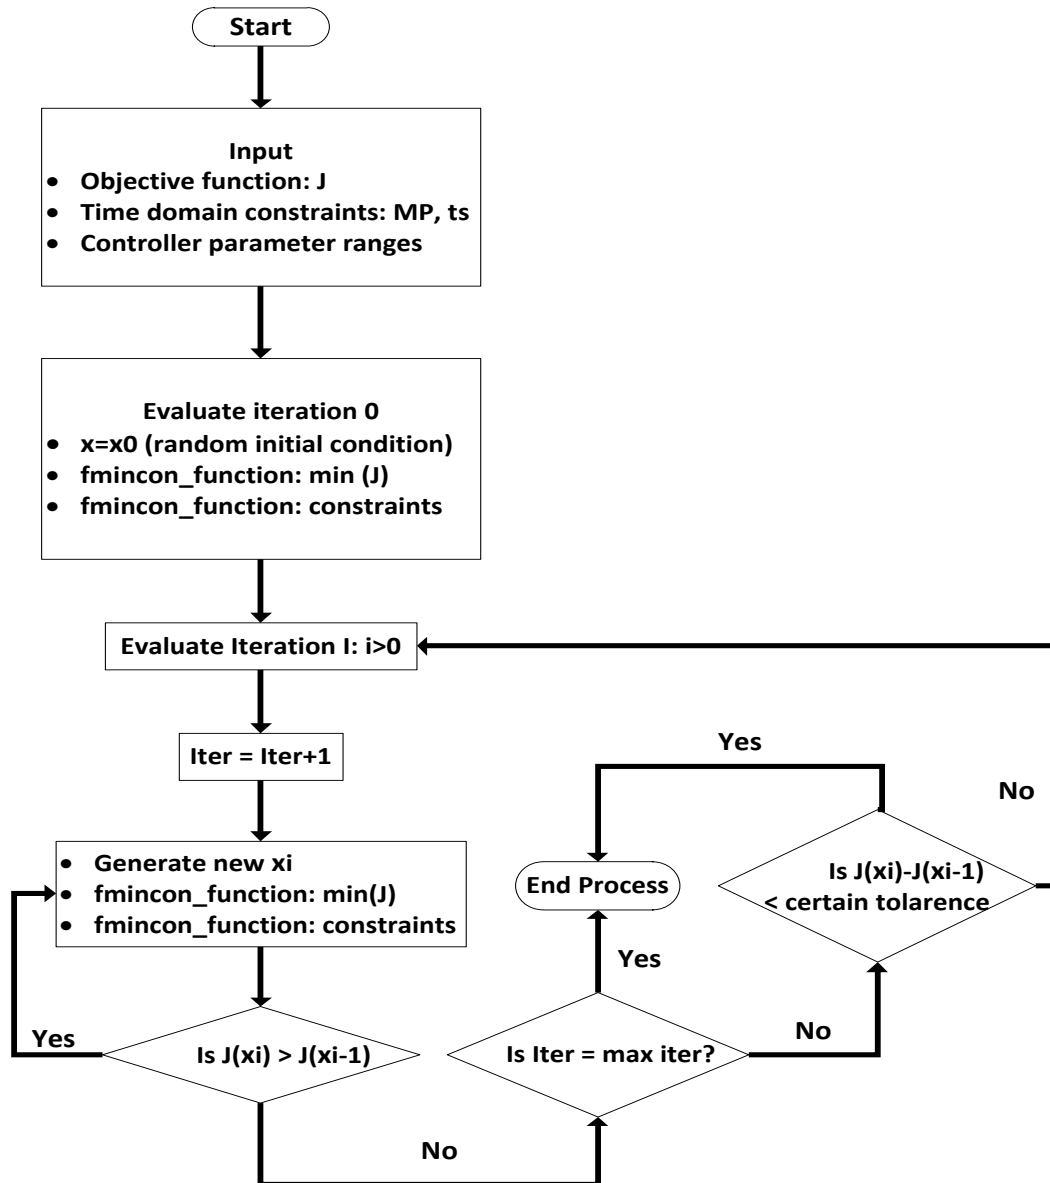 Start
Input
• Objective function: J
• Time domain constraints: MP, ts
• Controller parameter ranges
Evaluate iteration 0
• x=x0 (random initial condition)
• fmincon_function: min (J)
• fmincon_function: constraints
Evaluate Iteration I: i>0
Iter = Iter+1
• Generate new xi
• fmincon_function: min(J)
• fmincon_function: constraints
Is J(xi) > J(xi-1)
Yes
No
Is Iter = max iter?
Yes
No
End Process
Is J(xi)-J(xi-1)
< certain tolarence
Yes
No